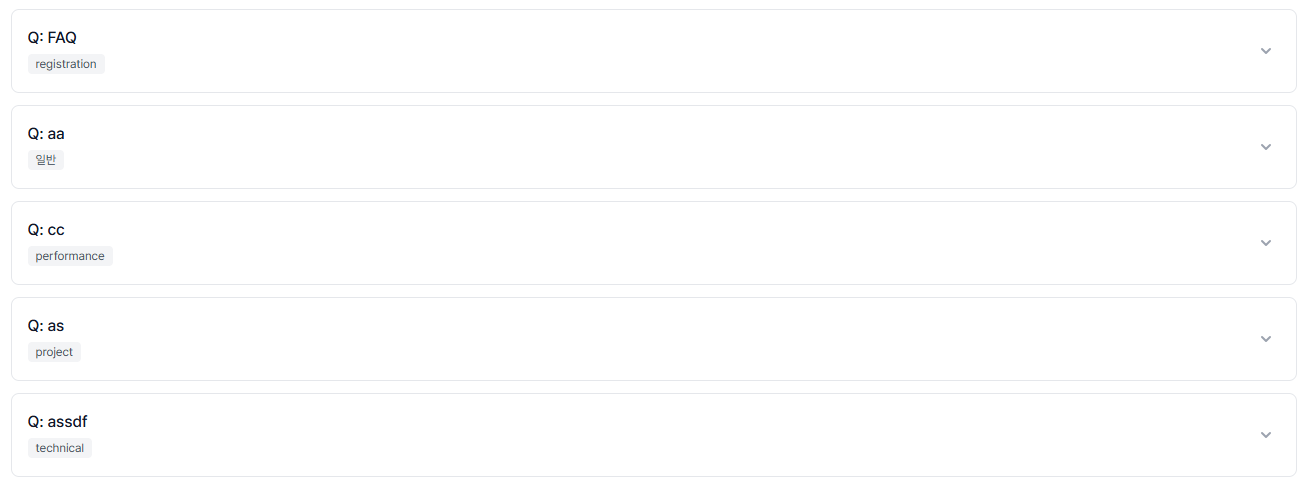 Q: FAQ
registration
Q: aa
일반
Q: cc
performance
Q: as
project
Q: assdf
technical